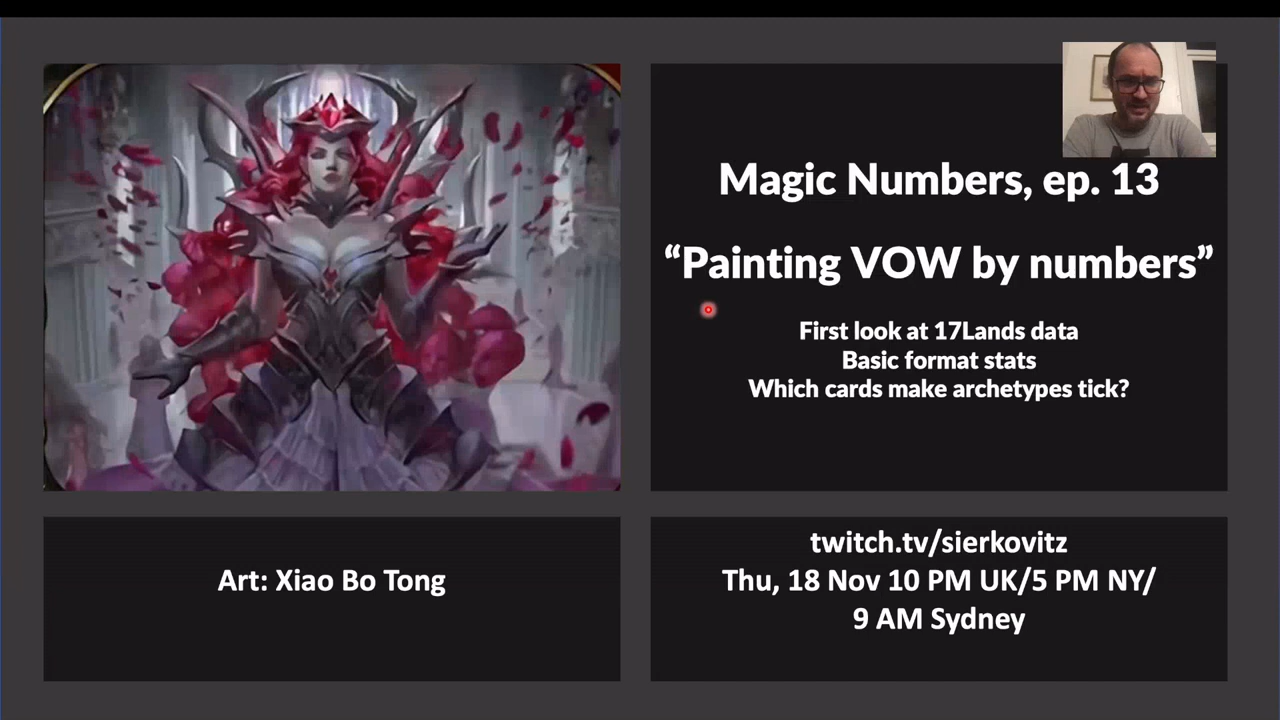 Magic Numbers, ep. 13
“Painting VOW by numbers”
First look at 17Lands data
Basic format stats
Which cards make archetypes tick?
Art: Xiao Bo Tong
twitch.tv/sierkovitz
Thu, 18 Nov 10 PM UK/5 PM NY/
9 AM Sydney